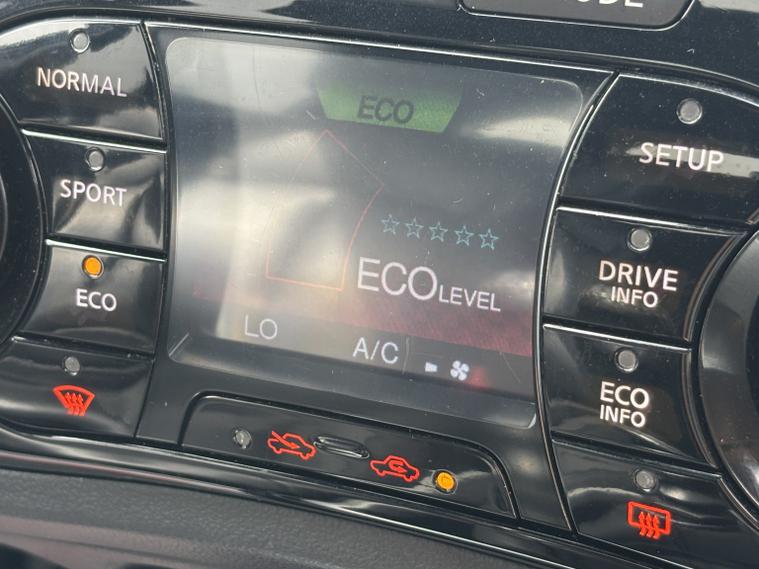 NORMAL
SPORT
ECO
ECO
ECO LEVEL
LO
A/C
SETUP
DRIVE
INFO
ECO
INFO